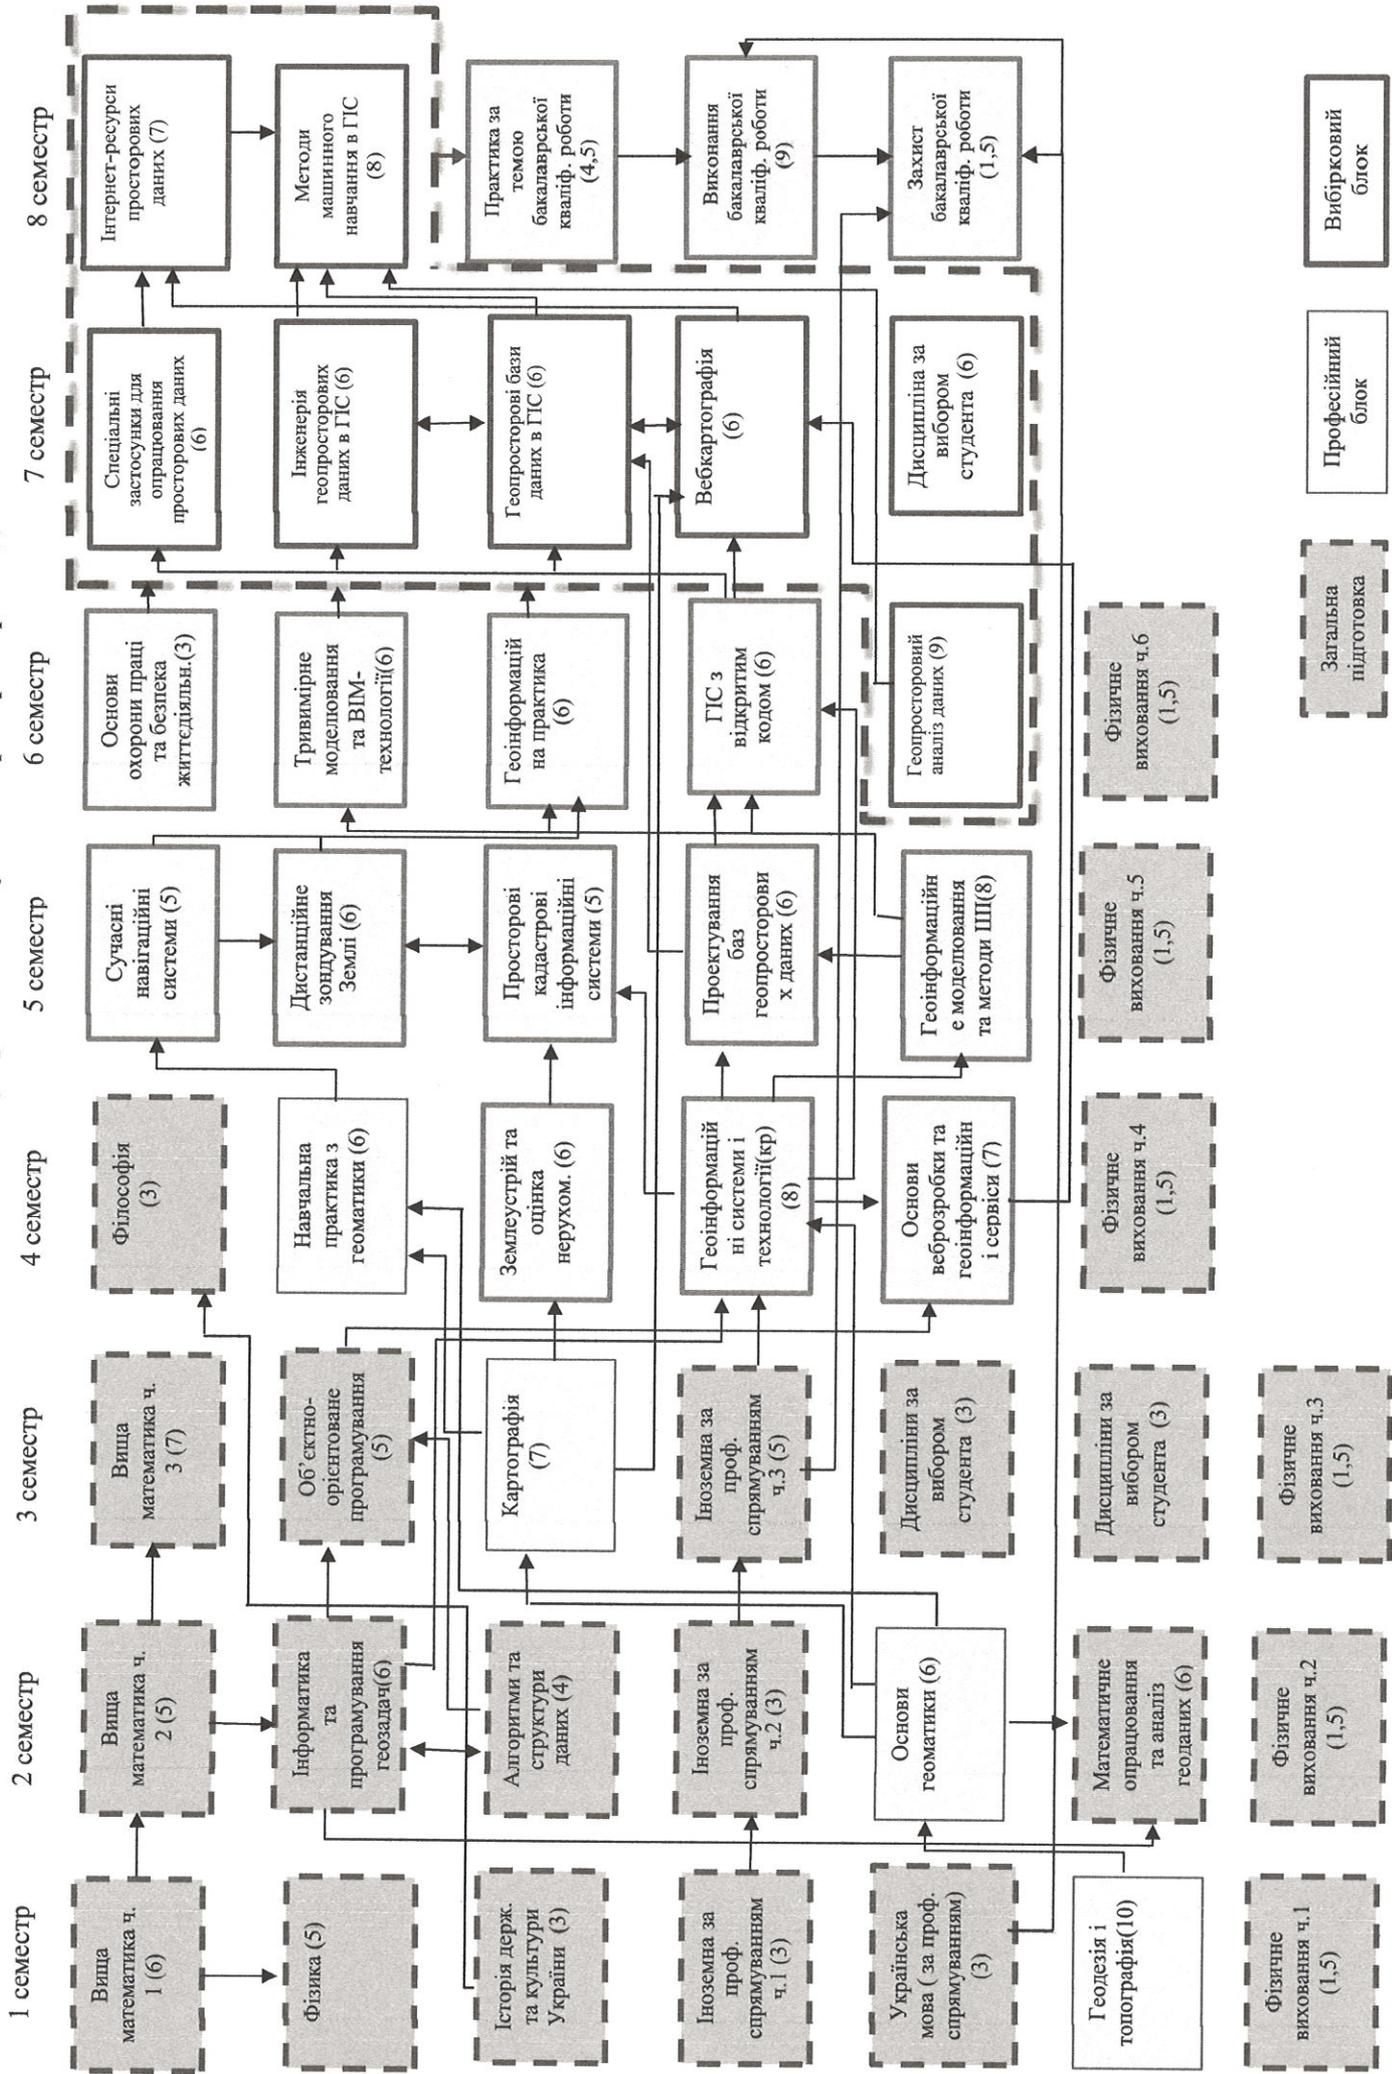 1 семестр
Вища
математика ч.
1 (6)
Фізика (5)
Історія держ.
та культури
України (3)
Іноземна за
проф.
спрямуванням
ч.1 (3)
Українська
мова ( за проф.
спрямуванням)
(3)
Геодезія і
топографія(10)
Фізичне
виховання ч.1
(1,5)
2 семестр
Вища
математика ч.
2 (5)
Інформатика
та
програмування
геозадач(6)
Алгоритми та
структури
даних (4)
Іноземна за
проф.
спрямуванням
ч.2 (3)
Основи
геоматики (6)
Математичне
опрацювання
та аналіз
геоданих (6)
Фізичне
виховання ч.2
(1,5)
3 семестр
Вища
математика ч.
3 (7)
Об’єктно-
орієнтоване
програмування
(5)
Картографія
(7)
Іноземна за
проф.
спрямуванням
ч.3 (5)
Дисципліни за
вибором
студента (3)
Дисципліни за
вибором
студента (3)
Фізичне
виховання ч.3
(1,5)
4 семестр
Філософія
(3)
Навчальна
практика з
геоматики (6)
Землеустрій та
оцінка
нерухом. (6)
Геоінформацій
ні системи і
технології(кр)
(8)
Основи
веброзробки та
геоінформаційн
і сервіси (7)
Фізичне
виховання ч.4
(1,5)
5 семестр
Сучасні
навігаційні
системи (5)
Дистанційне
зондування
Землі (6)
Просторові
кадастрові
інформаційні
системи (5)
Проектування
баз
геопросторови
х даних (6)
Геоінформаційн
е моделювання
та методи ШІ(8)
Фізичне
виховання ч.5
(1,5)
6 семестр
Основи
охорони праці
та безпека
життєдіяльн.(3)
Тривимірне
моделювання
та BIM-
технології(6)
Геоінформацій
на практика
(6)
ГІС з
відкритим
кодом (6)
Геопросторовий
аналіз даних (9)
Фізичне
виховання ч.6
(1,5)
7 семестр
Спеціальні
застосунки для
опрацювання
просторових даних
(6)
Інженерія
геопросторових
даних в ГІС (6)
Геопросторові бази
даних в ГІС (6)
Вебкартографія
(6)
Дисципліна за
вибором
студента (6)
8 семестр
Інтернет-ресурси
просторових
даних (7)
Методи
машинного
навчання в ГІС
(8)
Практика за
темою
бакалаврської
кваліф. роботи
(4,5)
Виконання
бакалаврської
кваліф. роботи
(9)
Захист
бакалаврської
кваліф. роботи
(1,5)
Загальна
підготовка
Професійний
блок
Вибірковий
блок